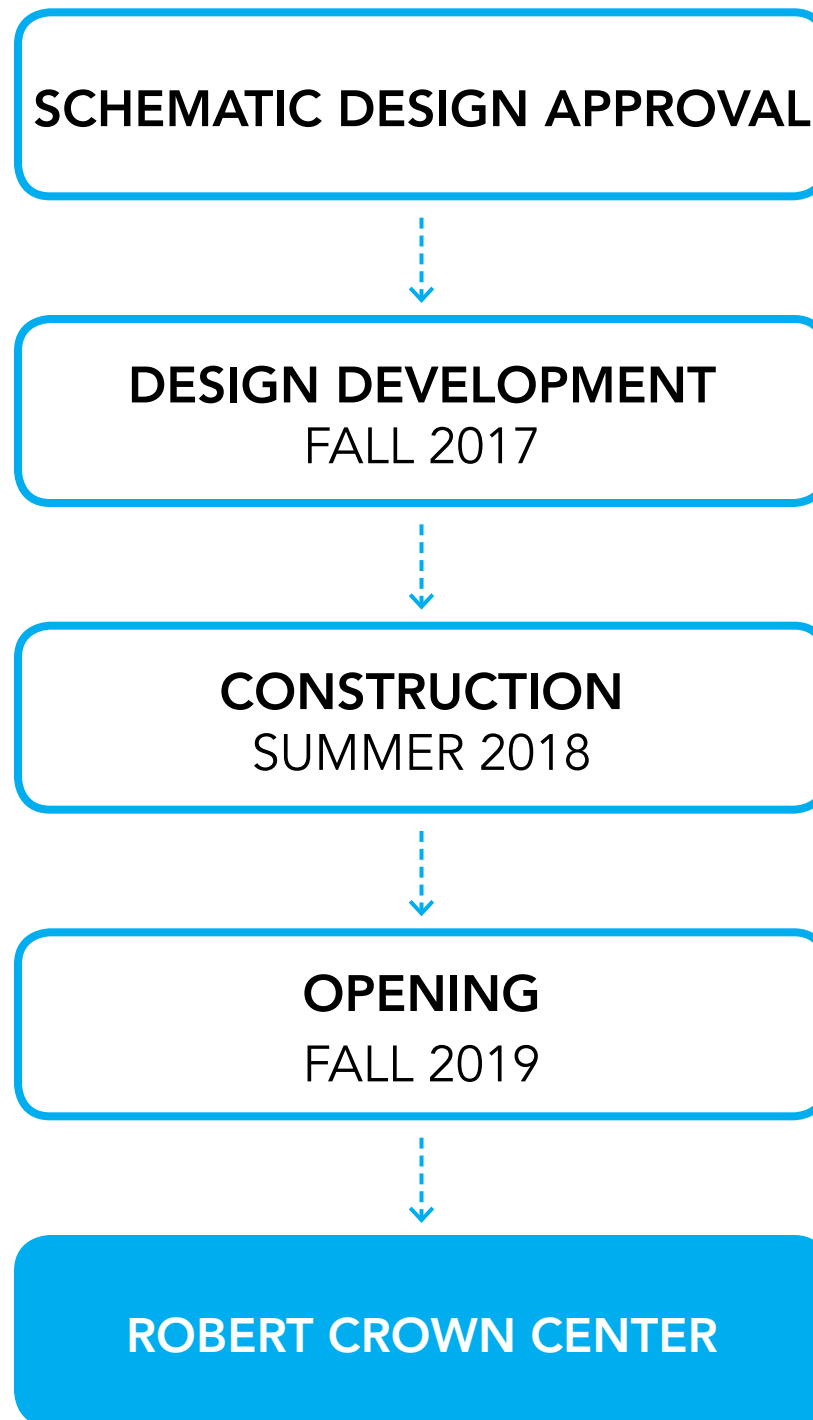 SCHEMATIC DESIGN APPROVAL
DESIGN DEVELOPMENT
FALL 2017
CONSTRUCTION
SUMMER 2018
OPENING
FALL 2019
ROBERT CROWN CENTER